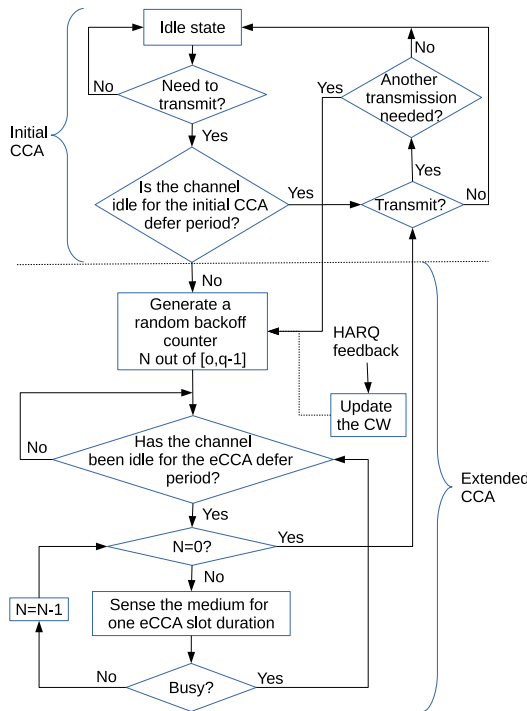 Idle state
No
Need to
transmit?
Yes
Initial
CCA
Is the channel
idle for the initial CCA
defer period?
Yes
No
Another
transmission
needed?
Yes
Yes
Transmit?
No
No
Generate a
random backoff
counter
N out of [o,q-1]
HARQ
feedback
Update
the CW
No
Has the channel
been idle for the eCCA defer
period?
Yes
Extended
CCA
N=0?
Yes
No
N=N-1
Sense the medium for
one eCCA slot duration
No
Busy?
Yes